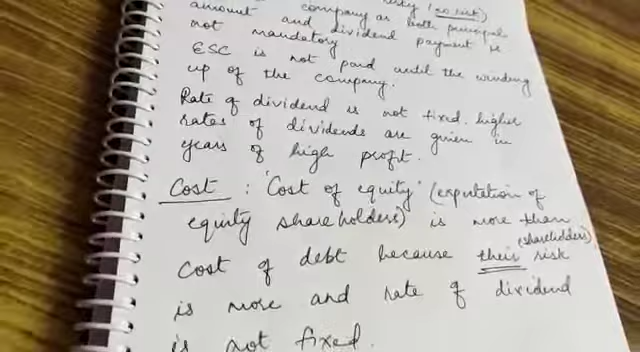 (no risk)
amount company as both principal
and dividend payment is
not mandatory
ESC is not paid until the winding
up of the company.
Rate of dividend is not fixed. higher
rates of dividends are given in
years of high profit.
Cost : 'Cost of equity' (expectation of
equity shareholders) is more than
cost of debt because their (shareholders) risk
is more and rate of dividend
is not fixed.